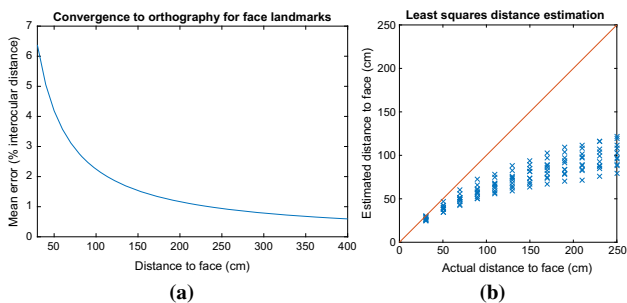 Convergence to orthography for face landmarks
7
6
5
4
3
2
1
0
Mean error (% interocular distance)
50 100 150 200 250 300 350 400
Distance to face (cm)
(a)
Least squares distance estimation
250
200
150
100
50
0
Estimated distance to face (cm)
0 50 100 150 200 250
Actual distance to face (cm)
(b)